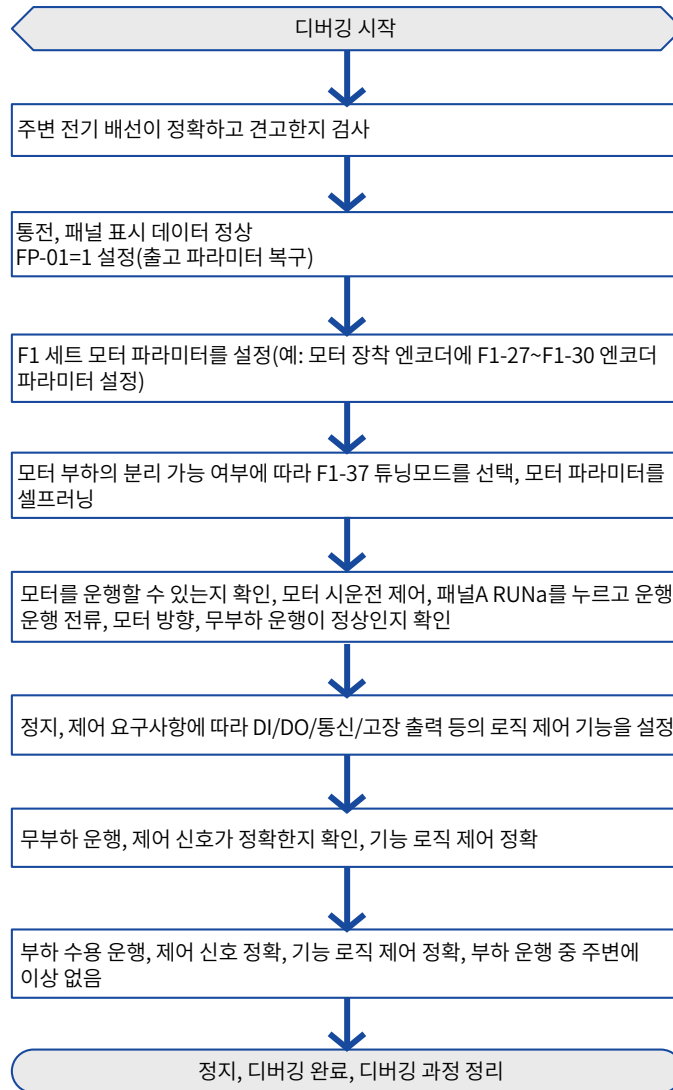 디버깅 시작
주변 전기 배선이 정확하고 견고한지 검사
통전, 패널 표시 데이터 정상
FP-01=1 설정(출고 파라미터 복구)
F1 세트 모터 파라미터를 설정(예: 모터 장착 엔코더에 F1-27~F1-30 엔코더
파라미터 설정)
모터 부하의 분리 가능 여부에 따라 F1-37 튜닝모드를 선택, 모터 파라미터를
셀프러닝
모터를 운행할 수 있는지 확인, 모터 시운전 제어, 패널A RUNa를 누르고 운행
운행 전류, 모터 방향, 무부하 운행이 정상인지 확인
정지, 제어 요구사항에 따라 DI/DO/통신/고장 출력 등의 로직 제어 기능을 설정
무부하 운행, 제어 신호가 정확한지 확인, 기능 로직 제어 정확
부하 수용 운행, 제어 신호 정확, 기능 로직 제어 정확, 부하 운행 중 주변에
이상 없음
정지, 디버깅 완료, 디버깅 과정 정리